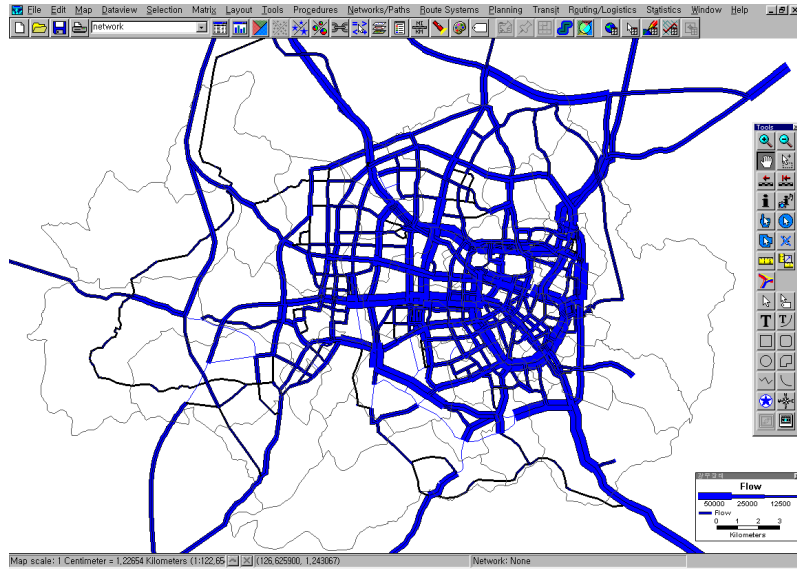 File Edit Map Dataview Selection Matrix Layout Tools Procedures Networks/Paths Route Systems Planning Transit Routing/Logistics Statistics Window Help
network
Tools
Flow
50000 25000 12500
Flow
0 1 2 3
Kilometers
Map scale: 1 Centimeter = 1,22654 Kilometers (1:122,65 (126,625900, 1,243067) Network: None